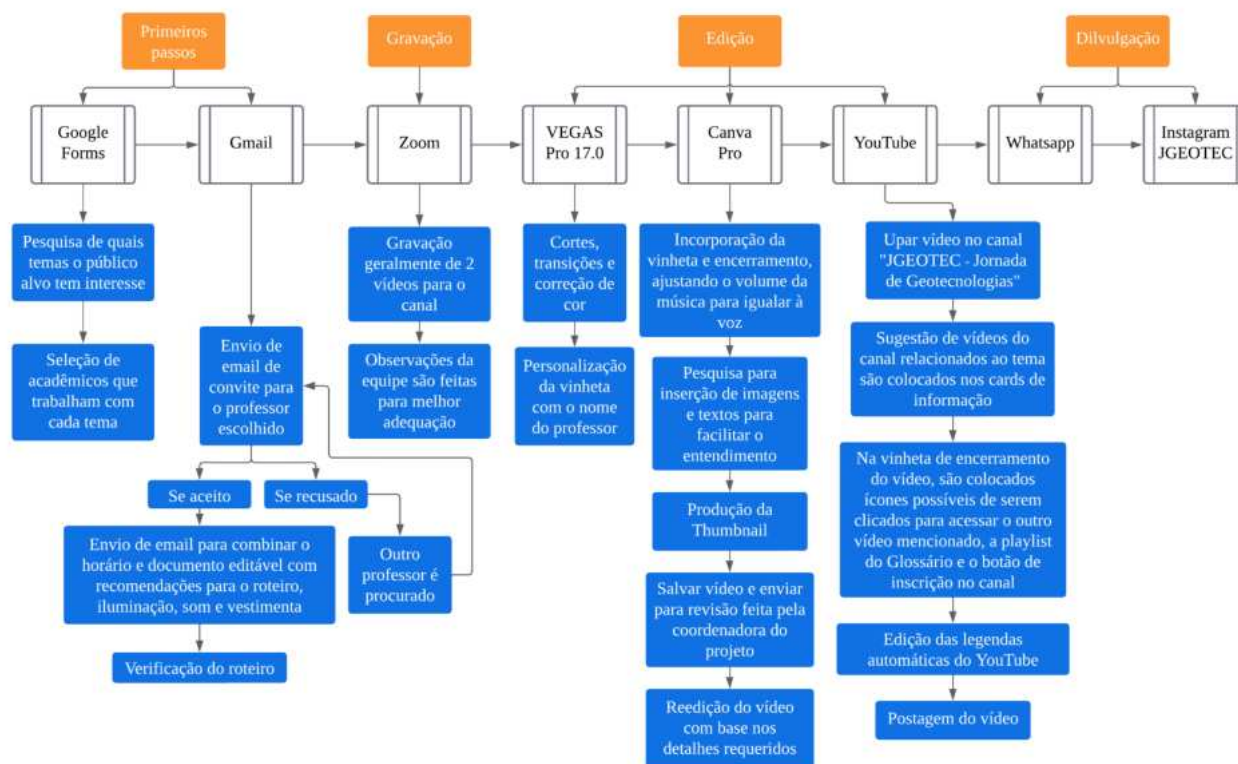 Primeiros
passos
Gravação
Edição
Dilvulgação
Google
Forms
Gmail
Zoom
VEGAS
Pro 17.0
Canva
Pro
YouTube
Whatsapp
Instagram
JGEOTEC
Pesquisa de quais
temas o público
alvo tem interesse
Seleção de
acadêmicos que
trabalham com
cada tema
Envio de
email de
convite para
o professor
escolhido
Se aceito
Se recusado
Envio de email para combinar o
horário e documento editável com
recomendações para o roteiro,
iluminação, som e vestimenta
Outro
professor é
procurado
Verificação do roteiro
Gravação
geralmente de 2
vídeos para o
canal
Observações da
equipe são feitas
para melhor
adequação
Cortes,
transições e
correção de
cor
Personalização
da vinheta
com o nome
do professor
Incorporação da
vinheta e encerramento,
ajustando o volume da
música para igualar à
voz
Pesquisa para
inserção de imagens
e textos para
facilitar o
entendimento
Produção da
Thumbnail
Salvar vídeo e enviar
para revisão feita pela
coordenadora do
projeto
Reedição do vídeo
com base nos
detalhes requeridos
Upar vídeo no canal
"JGEOTEC - Jornada
de Geotecnologias"
Sugestão de vídeos do
canal relacionados ao tema
são colocados nos cards de
informação
Na vinheta de encerramento
do vídeo, são colocados
ícones possíveis de serem
clicados para acessar o outro
vídeo mencionado, a playlist
do Glossário e o botão de
inscrição no canal
Edição das legendas
automáticas do YouTube
Postagem do vídeo